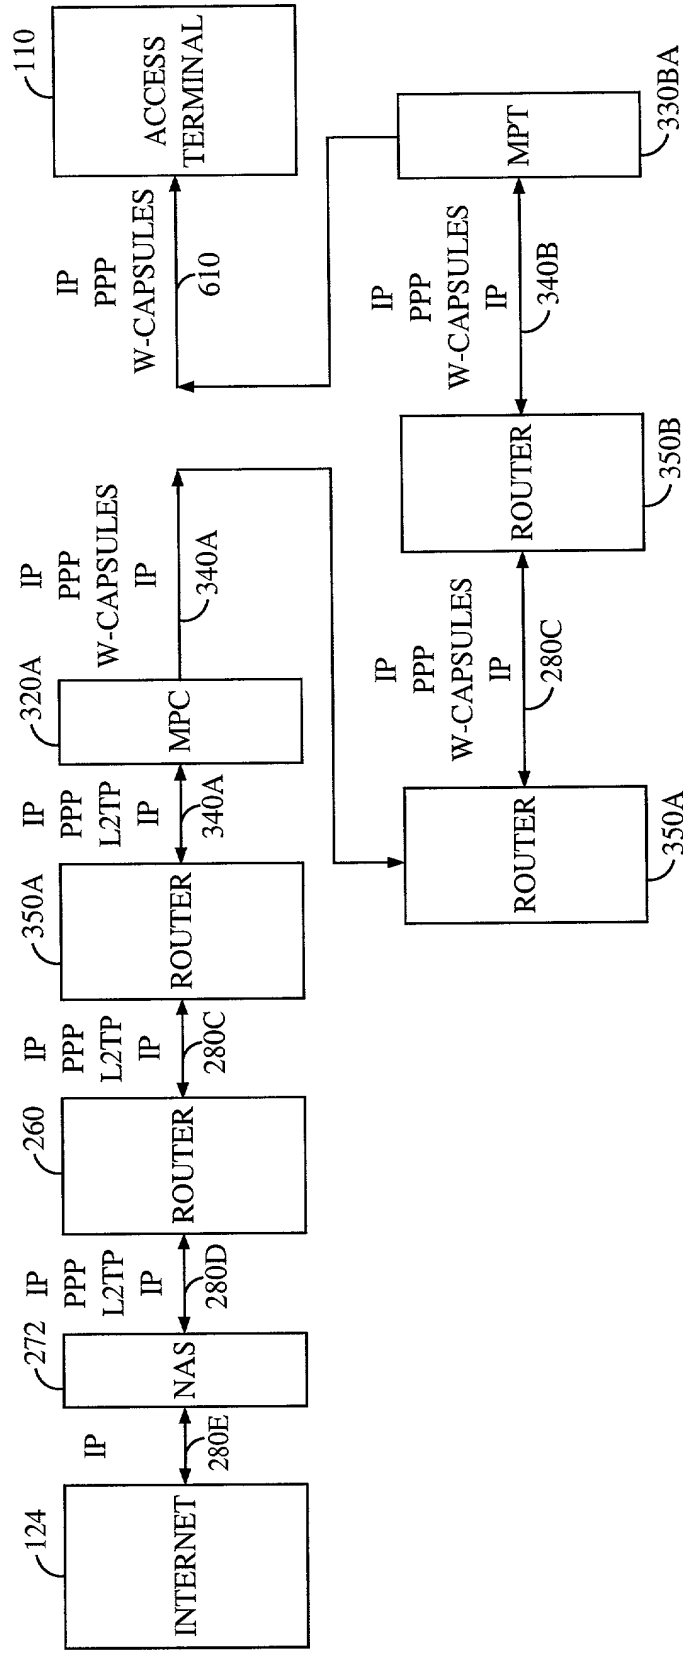 124
INTERNET
IP
280E
272
NAS
IP
PPP
L2TP
IP
280D
260
ROUTER
IP
PPP
L2TP
IP
280C
350A
ROUTER
IP
PPP
L2TP
IP
340A
320A
MPC
IP
PPP
W-CAPSULES
IP
340A
IP
PPP
W-CAPSULES
610
110
ACCESS
TERMINAL
ROUTER
350A
IP
PPP
W-CAPSULES
IP
280C
ROUTER
350B
IP
PPP
W-CAPSULES
IP
340B
MPT
330BA